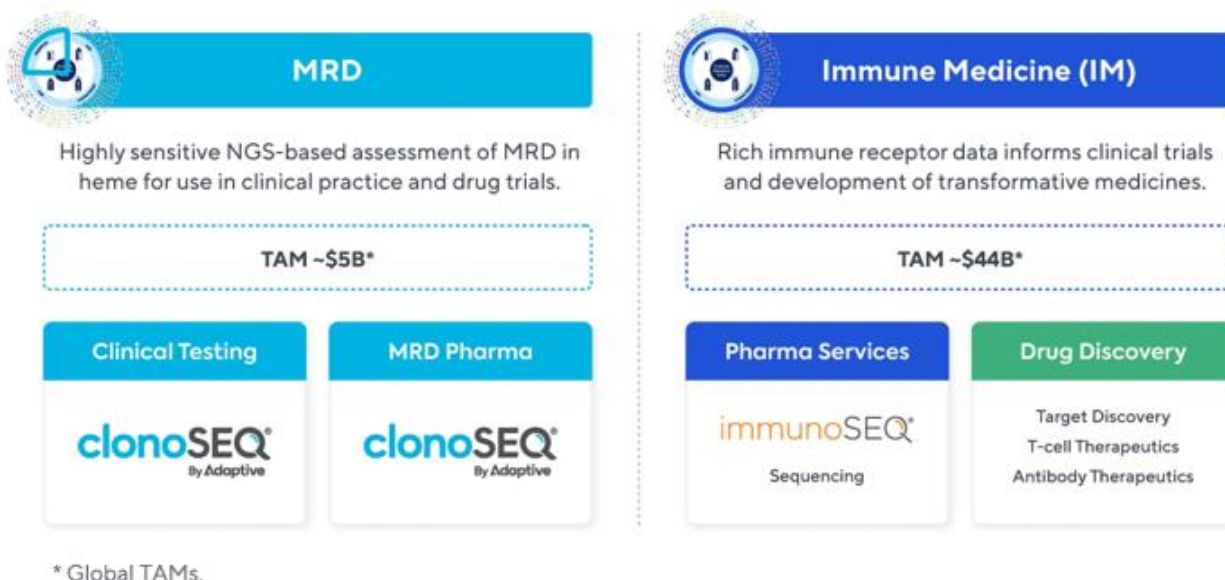 MRD
Highly sensitive NGS-based assessment of MRD in
heme for use in clinical practice and drug trials.
TAM ~$5B*
Clinical Testing
clonoSEQ®
By Adaptive
MRD Pharma
clonoSEQ®
By Adaptive
Immune Medicine (IM)
Rich immune receptor data informs clinical trials
and development of transformative medicines.
TAM ~$44B*
Pharma Services
immunoSEQ®
Sequencing
Drug Discovery
Target Discovery
T-cell Therapeutics
Antibody Therapeutics
* Global TAMs.